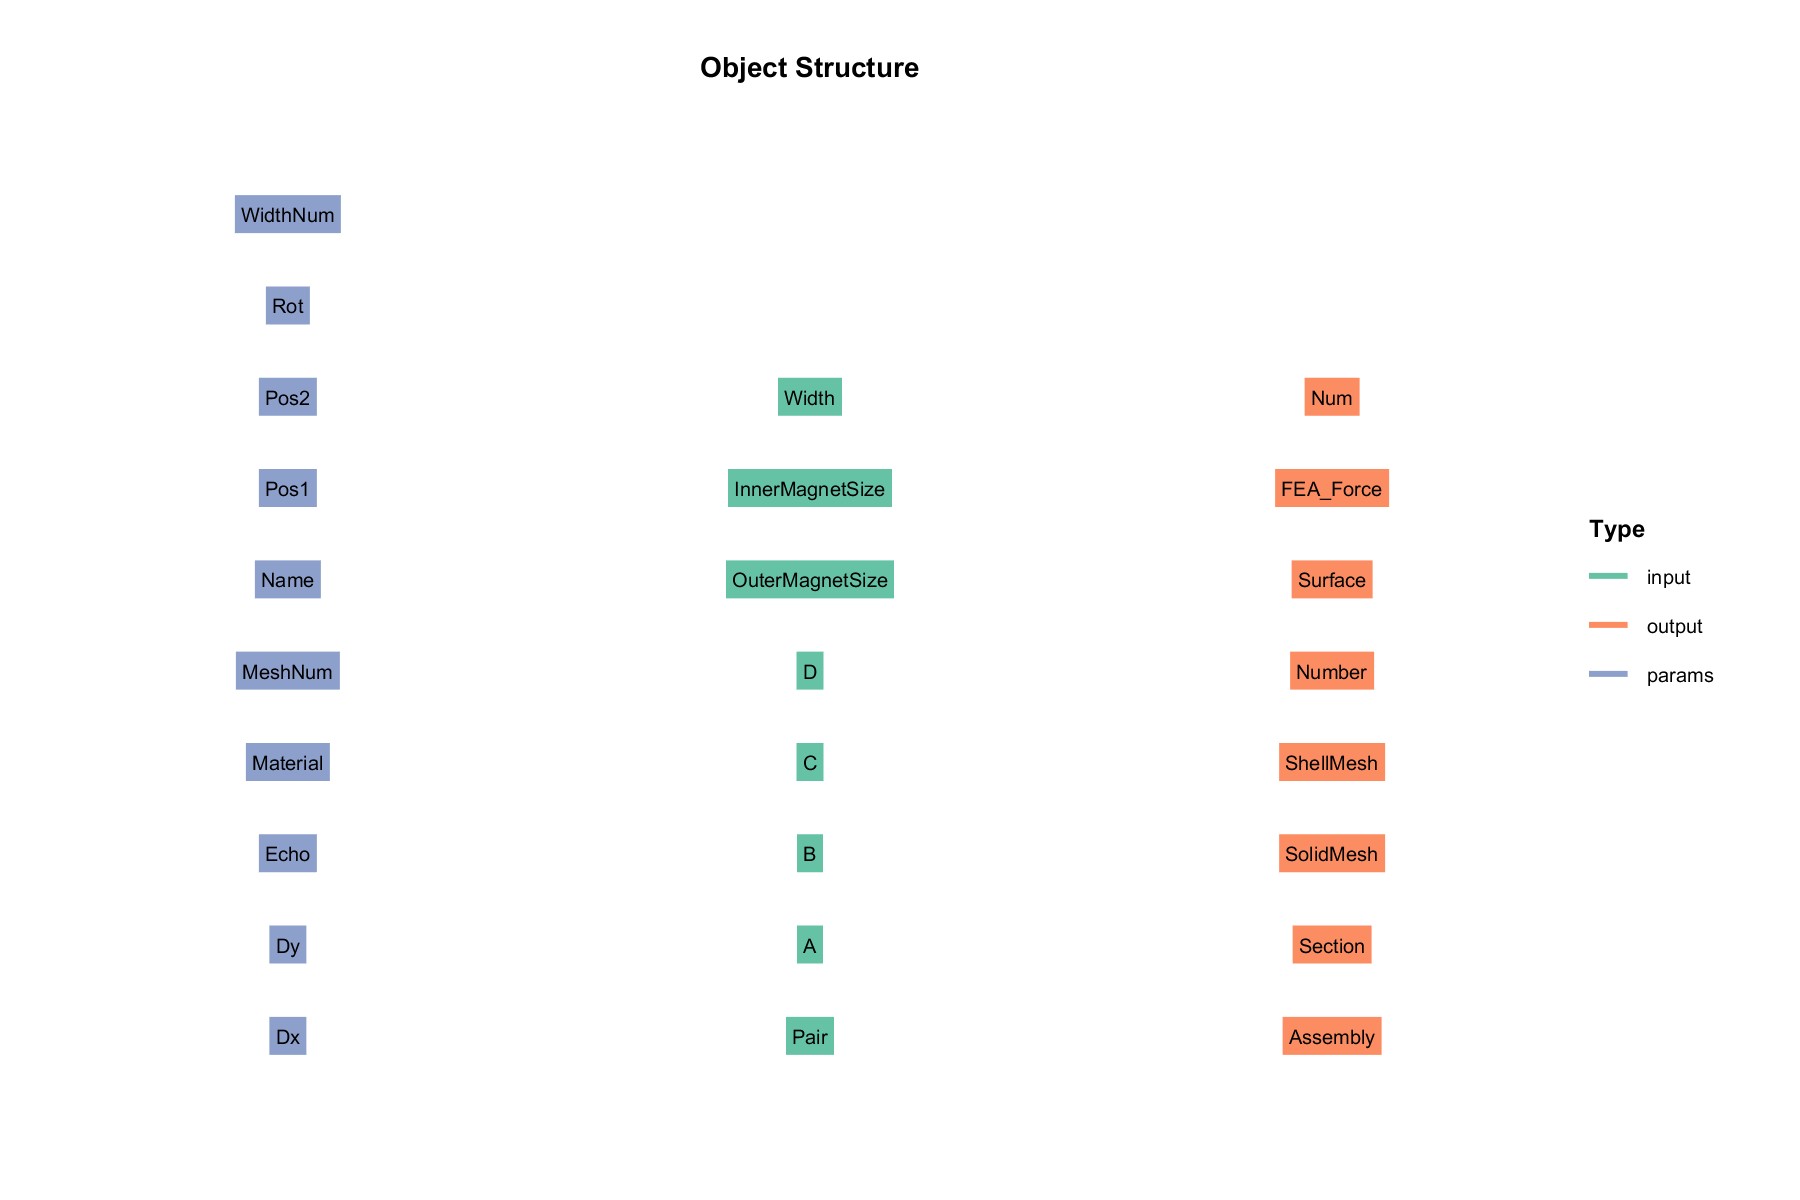 Object Structure
WidthNum
Rot
Pos2
Pos1
Name
MeshNum
Material
Echo
Dy
Dx
Width
InnerMagnetSize
OuterMagnetSize
D
C
B
A
Pair
Num
FEA_Force
Surface
Number
ShellMesh
SolidMesh
Section
Assembly
Type
input
output
params